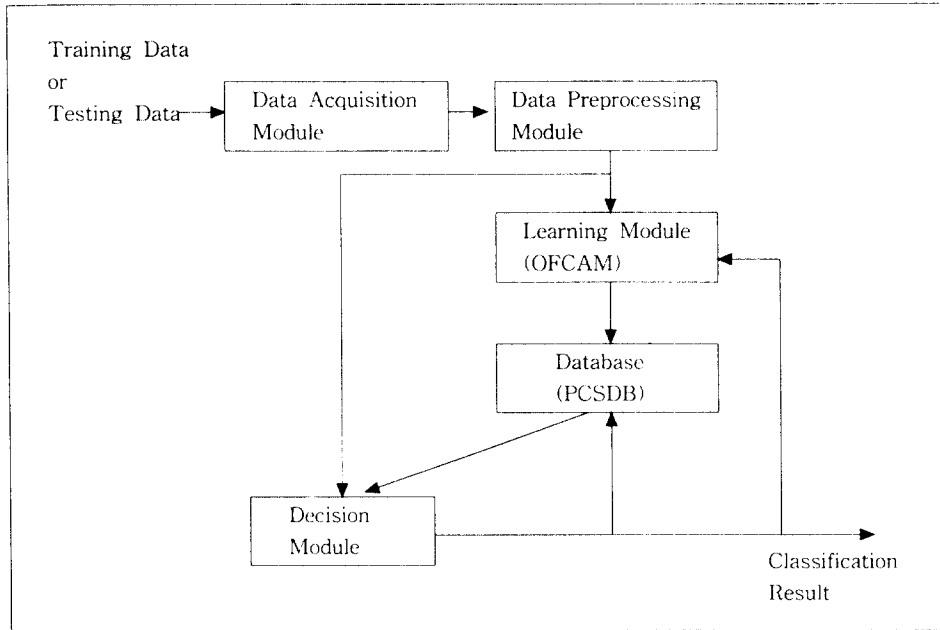 Training Data
or
Testing Data
Data Acquisition
Module
Data Preprocessing
Module
Learning Module
(OFCAM)
Database
(PCSDB)
Decision
Module
Classification
Result